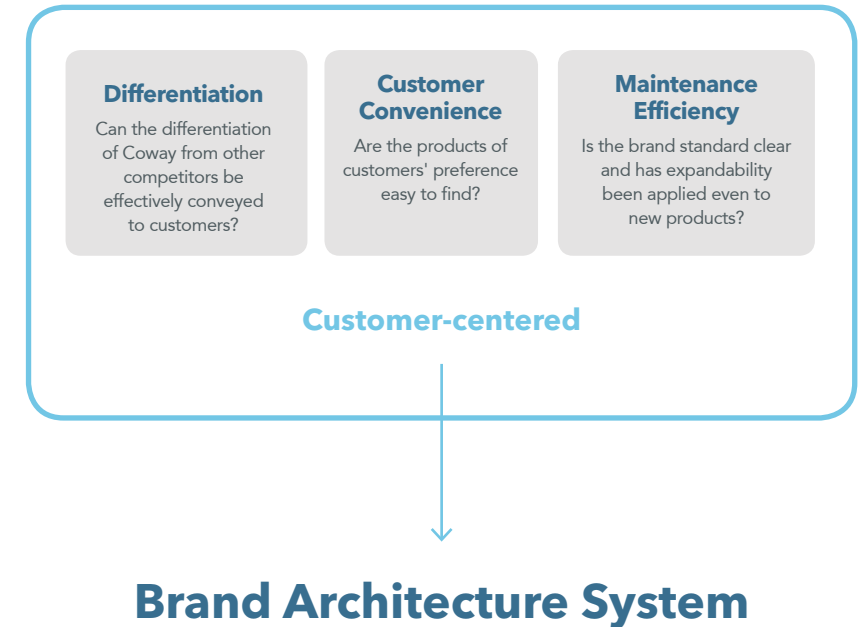 Differentiation
Can the differentiation
of Coway from other
competitors be
effectively conveyed
to customers?
Customer
Convenience
Are the products of
customers' preference
easy to find?
Maintenance
Efficiency
Is the brand standard clear
and has expandability
been applied even to
new products?
Customer-centered
Brand Architecture System